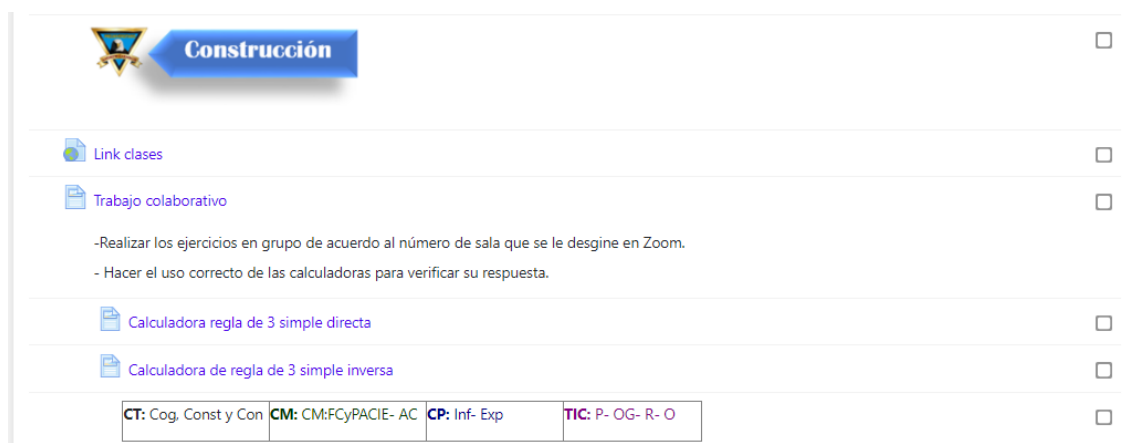 Construcción
Link clases
Trabajo colaborativo
-Realizar los ejercicios en grupo de acuerdo al número de sala que se le desgine en Zoom.
- Hacer el uso correcto de las calculadoras para verificar su respuesta.
Calculadora regla de 3 simple directa
Calculadora de regla de 3 simple inversa
CT: Cog, Const y Con CM: CM:FCyPACIE- AC CP: Inf- Exp TIC: P- OG- R- O